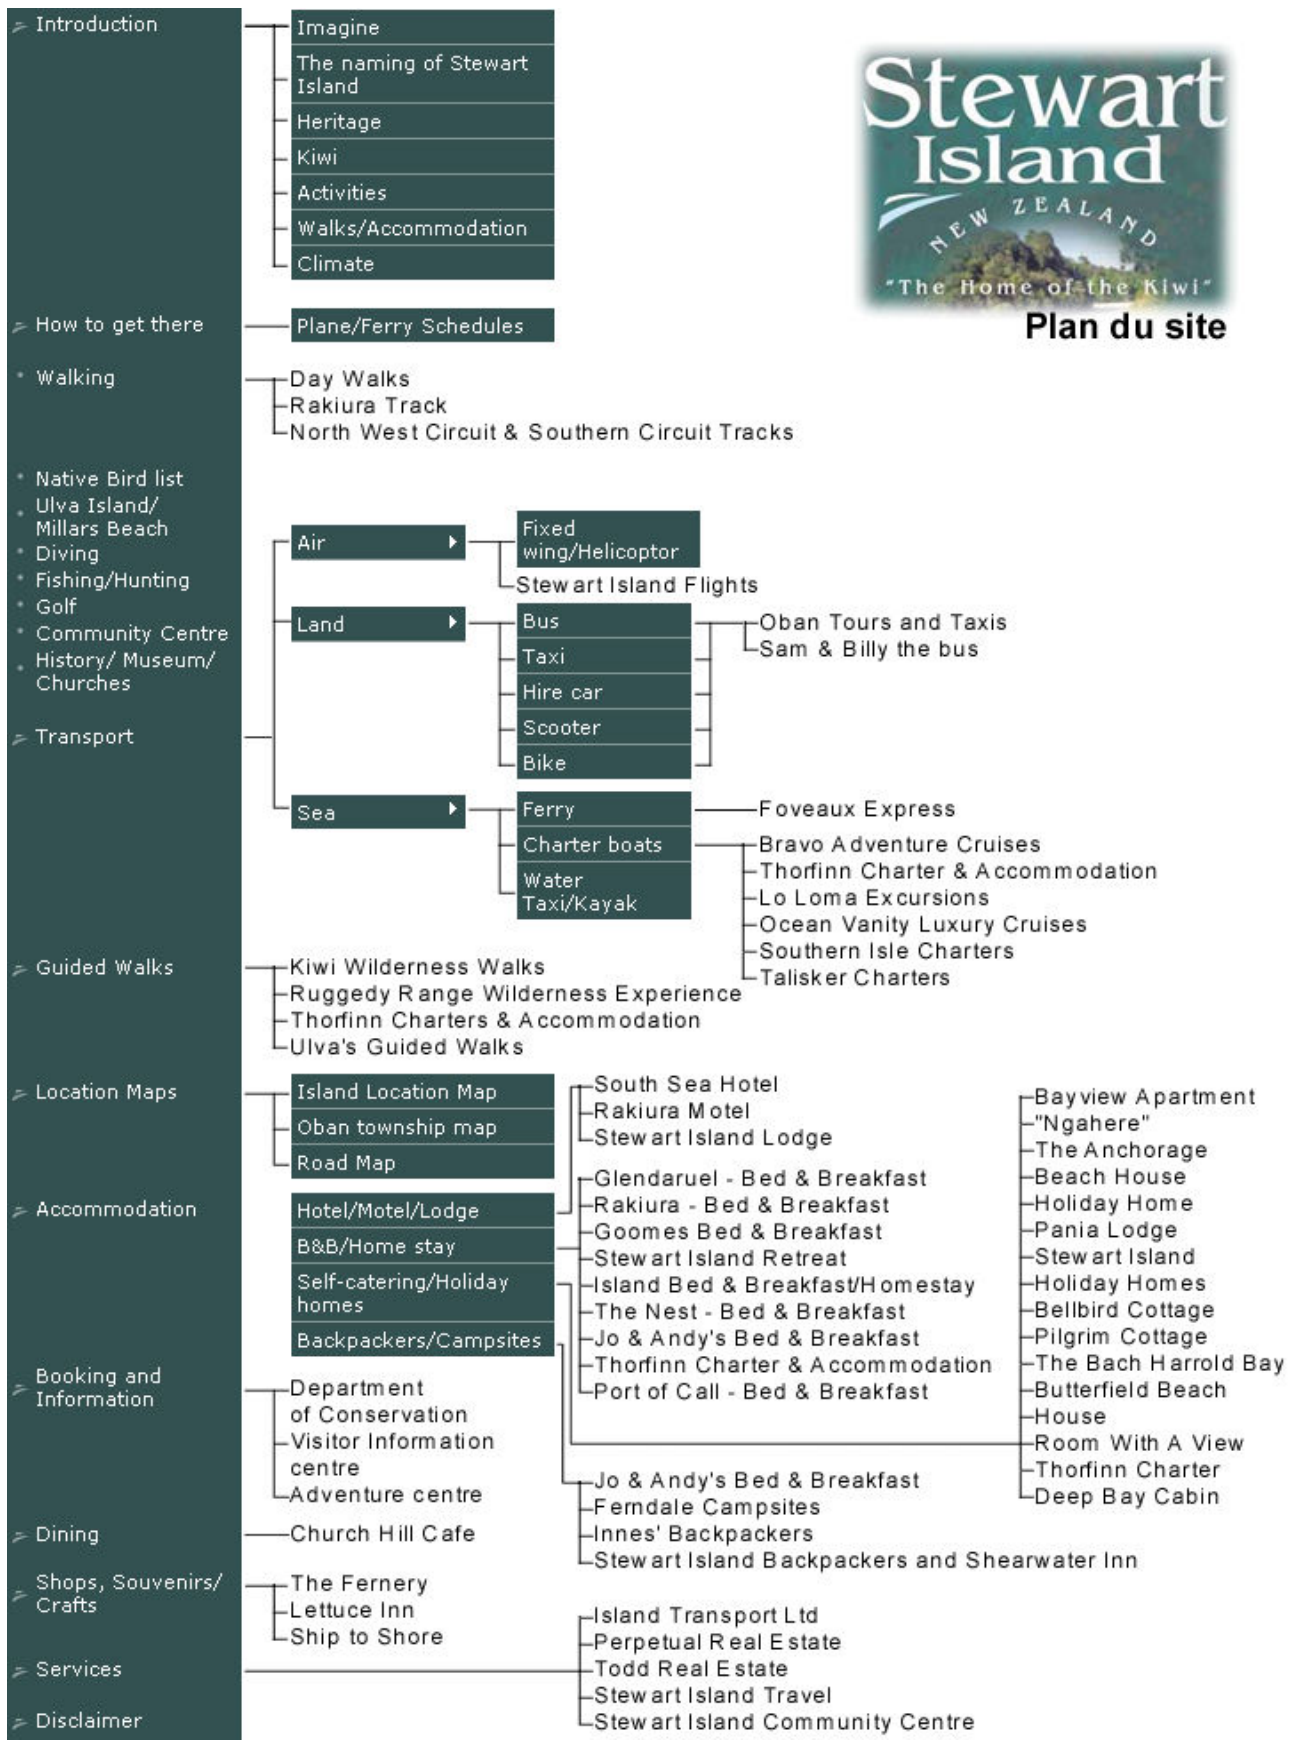 Introduction
Imagine
The naming of Stewart
Island
Heritage
Kiwi
Activities
Walks/Accommodation
Climate
Stewart
Island
NEW ZEALAND
"The Home of the Kiwi"
Plan du site
How to get there
Plane/Ferry Schedules
Walking
Day Walks
Rakiura Track
North West Circuit & Southern Circuit Tracks
Native Bird list
Ulva Island/
Millars Beach
Diving
Fishing/Hunting
Golf
Community Centre
History/ Museum/
Churches
Transport
Air
Fixed
wing/Helicoptor
Stewart Island Flights
Land
Bus
Taxi
Hire car
Scooter
Bike
Oban Tours and Taxis
Sam & Billy the bus
Sea
Ferry
Charter boats
Water
Taxi/Kayak
Foveaux Express
Bravo Adventure Cruises
Thorfinn Charter & Accommodation
Lo Loma Excursions
Ocean Vanity Luxury Cruises
Southern Isle Charters
Talisker Charters
Guided Walks
Kiwi Wilderness Walks
Ruggedy Range Wilderness Experience
Thorfinn Charters & Accommodation
Ulva's Guided Walks
Location Maps
Island Location Map
Oban township map
Road Map
Accommodation
Hotel/Motel/Lodge
B&B/Home stay
Self-catering/Holiday
homes
Backpackers/Campsites
South Sea Hotel
Rakiura Motel
Stewart Island Lodge
Glendaruel - Bed & Breakfast
Rakiura - Bed & Breakfast
Goomes Bed & Breakfast
Stewart Island Retreat
Island Bed & Breakfast/Homestay
The Nest - Bed & Breakfast
Jo & Andy's Bed & Breakfast
Thorfinn Charter & Accommodation
Port of Call - Bed & Breakfast
Bayview Apartment
"Ngahere"
The Anchorage
Beach House
Holiday Home
Pania Lodge
Stewart Island
Holiday Homes
Bellbird Cottage
Pilgrim Cottage
The Bach Harrold Bay
Butterfield Beach
House
Room With A View
Thorfinn Charter
Deep Bay Cabin
Jo & Andy's Bed & Breakfast
Ferndale Campsites
Innes' Backpackers
Stewart Island Backpackers and Shearwater Inn
Booking and
Information
Department
of Conservation
Visitor Information
centre
Adventure centre
Dining
Church Hill Cafe
Shops, Souvenirs/
Crafts
The Fernery
Lettuce Inn
Ship to Shore
Services
Island Transport Ltd
Perpetual Real Estate
Todd Real Estate
Stewart Island Travel
Stewart Island Community Centre
Disclaimer